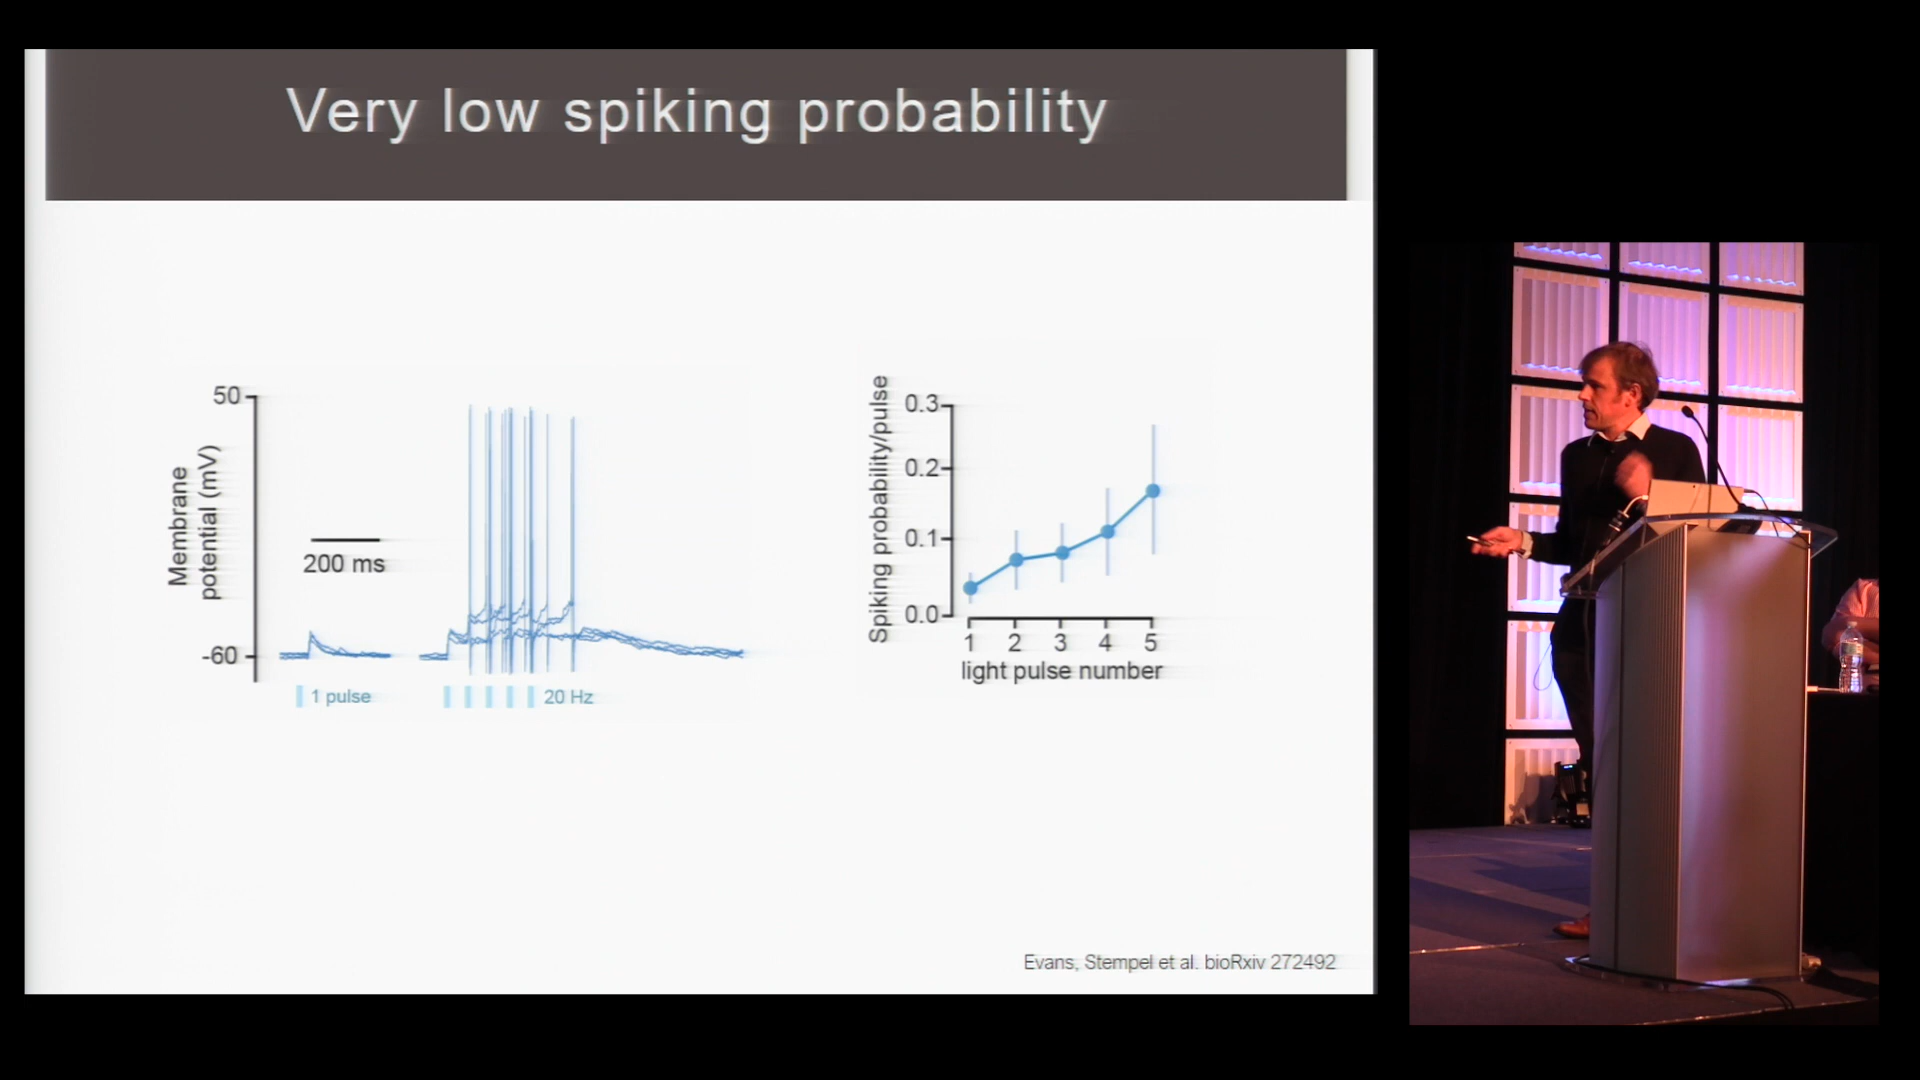 Very low spiking probability
50
Membrane
potential (mV)
200 ms
-60
1 pulse
20 Hz
Spiking probability/pulse
0.3
0.2
0.1
0.0
1 2 3 4 5
light pulse number
Evans, Stempel et al. bioRxiv 272492